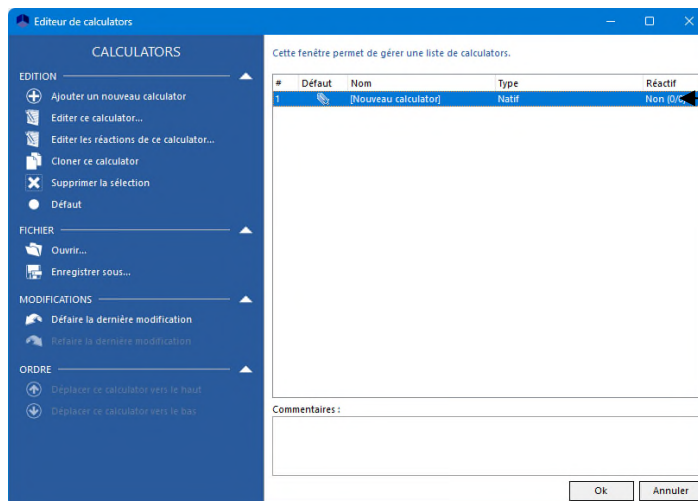 Editeur de calculators
CALCULATORS
EDITION
Ajouter un nouveau calculator
Editer ce calculator...
Editer les réactions de ce calculator...
Cloner ce calculator
Supprimer la sélection
Défaut
FICHIER
Ouvrir...
Enregistrer sous...
MODIFICATIONS
Défaire la dernière modification
Refaire la dernière modification
ORDRE
Déplacer ce calculator vers le haut
Déplacer ce calculator vers le bas
Cette fenêtre permet de gérer une liste de calculators.
# Défaut Nom Type Réactif
1 [Nouveau calculator] Natif Non (0/0)
Commentaires :
Ok Annuler